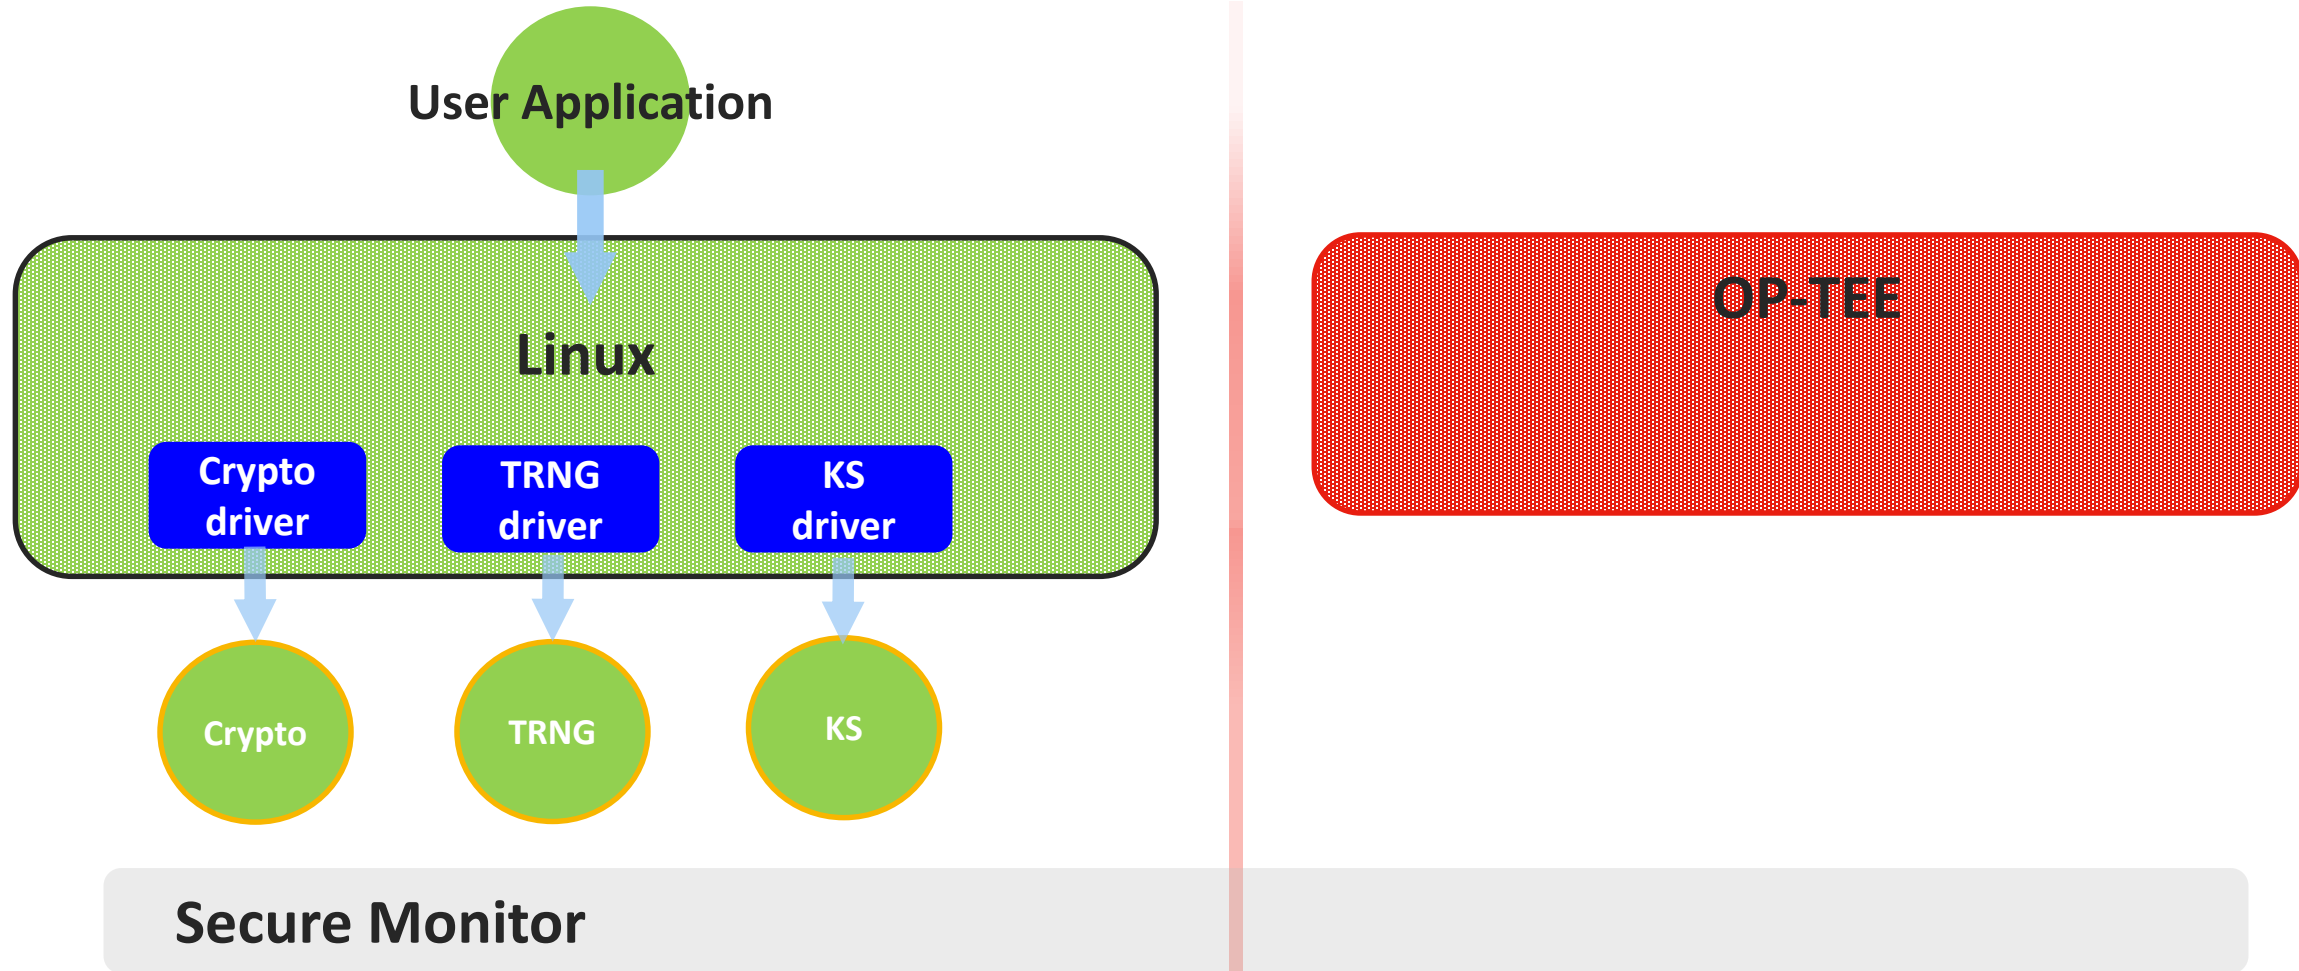 User Application
Linux
OP-TEE
Crypto
driver
TRNG
driver
KS
driver
Crypto
TRNG
KS
Secure Monitor